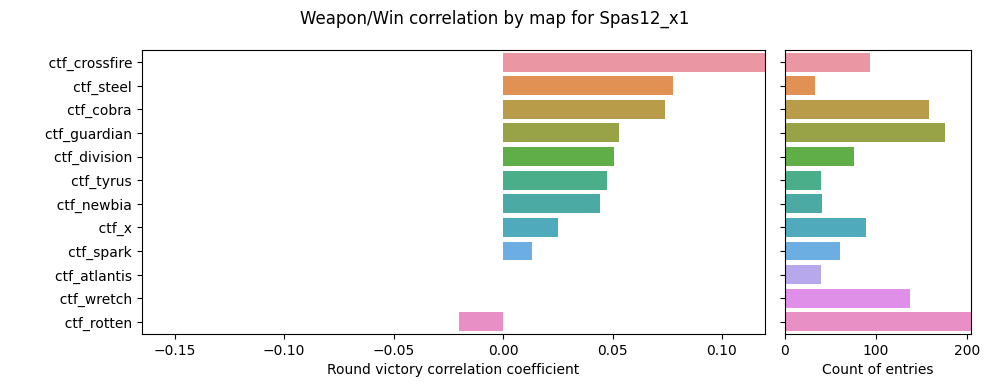 Weapon/Win correlation by map for Spas12_x1
ctf_crossfire
ctf_steel
ctf_cobra
ctf_guardian
ctf_division
ctf_tyrus
ctf_newbia
ctf_x
ctf_spark
ctf_atlantis
ctf_wretch
ctf_rotten
−0.15 −0.10 −0.05 0.00 0.05 0.10
Round victory correlation coefficient
0 100 200
Count of entries